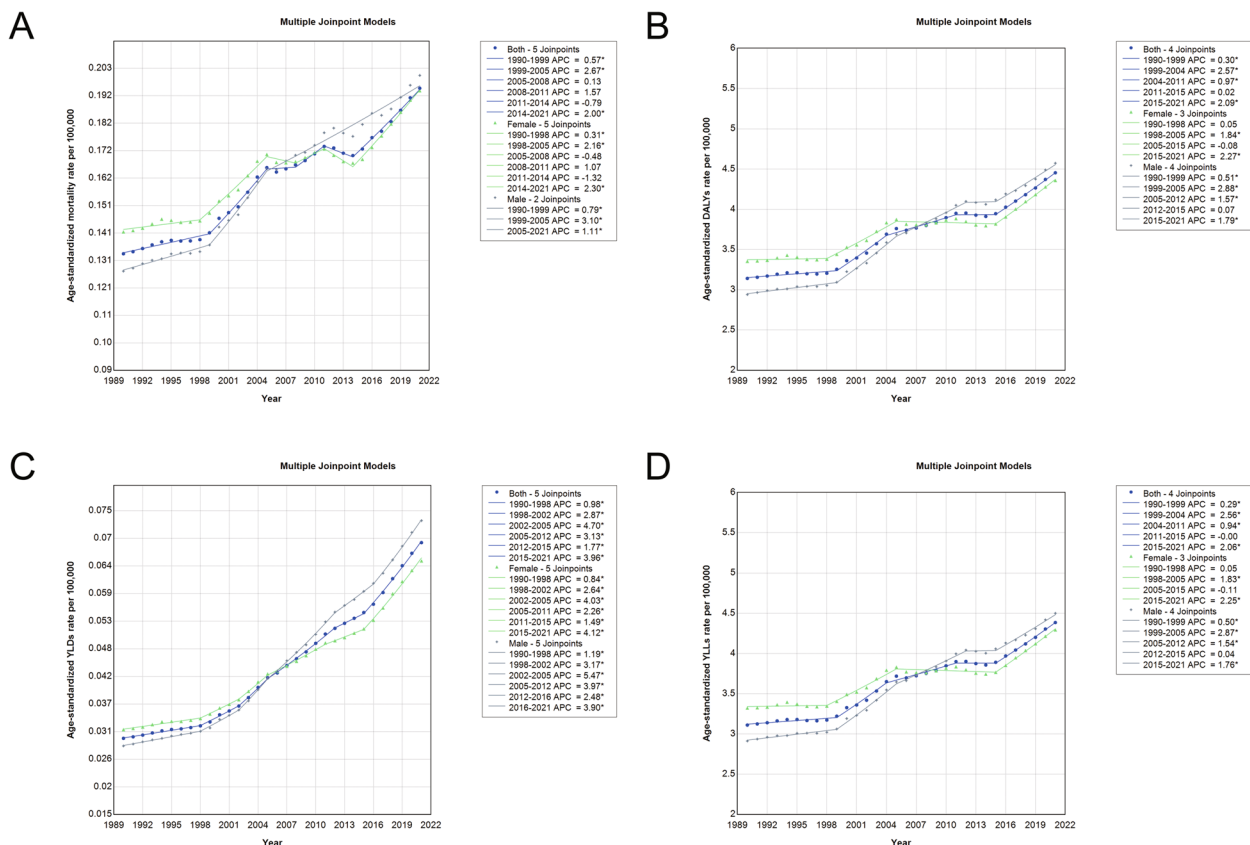 A
Multiple Joinpoint Models
Age-standardized mortality rate per 100,000
0.203
0.192
0.182
0.172
0.162
0.151
0.141
0.131
0.121
0.11
0.10
0.09
1989 1992 1995 1998 2001 2004 2007 2010 2013 2016 2019 2022
Year
Both - 5 Joinpoints
1990-1999 APC = 0.57*
1999-2005 APC = 2.67*
2005-2008 APC = 0.13
2008-2011 APC = 1.57
2011-2014 APC = -0.79
2014-2021 APC = 2.00*
Female - 5 Joinpoints
1990-1998 APC = 0.31*
1998-2005 APC = 2.16*
2005-2008 APC = -0.48
2008-2011 APC = 1.07
2011-2014 APC = -1.32
2014-2021 APC = 2.30*
Male - 2 Joinpoints
1990-1999 APC = 0.79*
1999-2005 APC = 3.10*
2005-2021 APC = 1.11*
B
Multiple Joinpoint Models
Age-standardized DALYs rate per 100,000
6
5.5
5
4.5
4
3.5
3
2.5
2
1989 1992 1995 1998 2001 2004 2007 2010 2013 2016 2019 2022
Year
Both - 4 Joinpoints
1990-1999 APC = 0.30*
1999-2004 APC = 2.57*
2004-2011 APC = 0.97*
2011-2015 APC = 0.02
2015-2021 APC = 2.09*
Female - 3 Joinpoints
1990-1998 APC = 0.05
1998-2005 APC = 1.84*
2005-2015 APC = -0.08
2015-2021 APC = 2.27*
Male - 4 Joinpoints
1990-1999 APC = 0.51*
1999-2005 APC = 2.88*
2005-2012 APC = 1.57*
2012-2015 APC = 0.07
2015-2021 APC = 1.79*
C
Multiple Joinpoint Models
Age-standardized YLDs rate per 100,000
0.075
0.07
0.064
0.059
0.053
0.048
0.042
0.037
0.031
0.026
0.02
0.015
1989 1992 1995 1998 2001 2004 2007 2010 2013 2016 2019 2022
Year
Both - 5 Joinpoints
1990-1998 APC = 0.98*
1998-2002 APC = 2.87*
2002-2005 APC = 4.70*
2005-2012 APC = 3.13*
2012-2015 APC = 1.77*
2015-2021 APC = 3.96*
Female - 5 Joinpoints
1990-1998 APC = 0.84*
1998-2002 APC = 2.64*
2002-2005 APC = 4.03*
2005-2011 APC = 2.26*
2011-2015 APC = 1.49*
2015-2021 APC = 4.12*
Male - 5 Joinpoints
1990-1998 APC = 1.19*
1998-2002 APC = 3.17*
2002-2005 APC = 5.47*
2005-2012 APC = 3.97*
2012-2016 APC = 2.48*
2016-2021 APC = 3.90*
D
Multiple Joinpoint Models
Age-standardized YLLs rate per 100,000
6
5.5
5
4.5
4
3.5
3
2.5
2
1989 1992 1995 1998 2001 2004 2007 2010 2013 2016 2019 2022
Year
Both - 4 Joinpoints
1990-1999 APC = 0.29*
1999-2004 APC = 2.56*
2004-2011 APC = 0.94*
2011-2015 APC = -0.00
2015-2021 APC = 2.06*
Female - 3 Joinpoints
1990-1998 APC = 0.05
1998-2005 APC = 1.83*
2005-2015 APC = -0.11
2015-2021 APC = 2.25*
Male - 4 Joinpoints
1990-1999 APC = 0.50*
1999-2005 APC = 2.87*
2005-2012 APC = 1.54*
2012-2015 APC = 0.04
2015-2021 APC = 1.76*